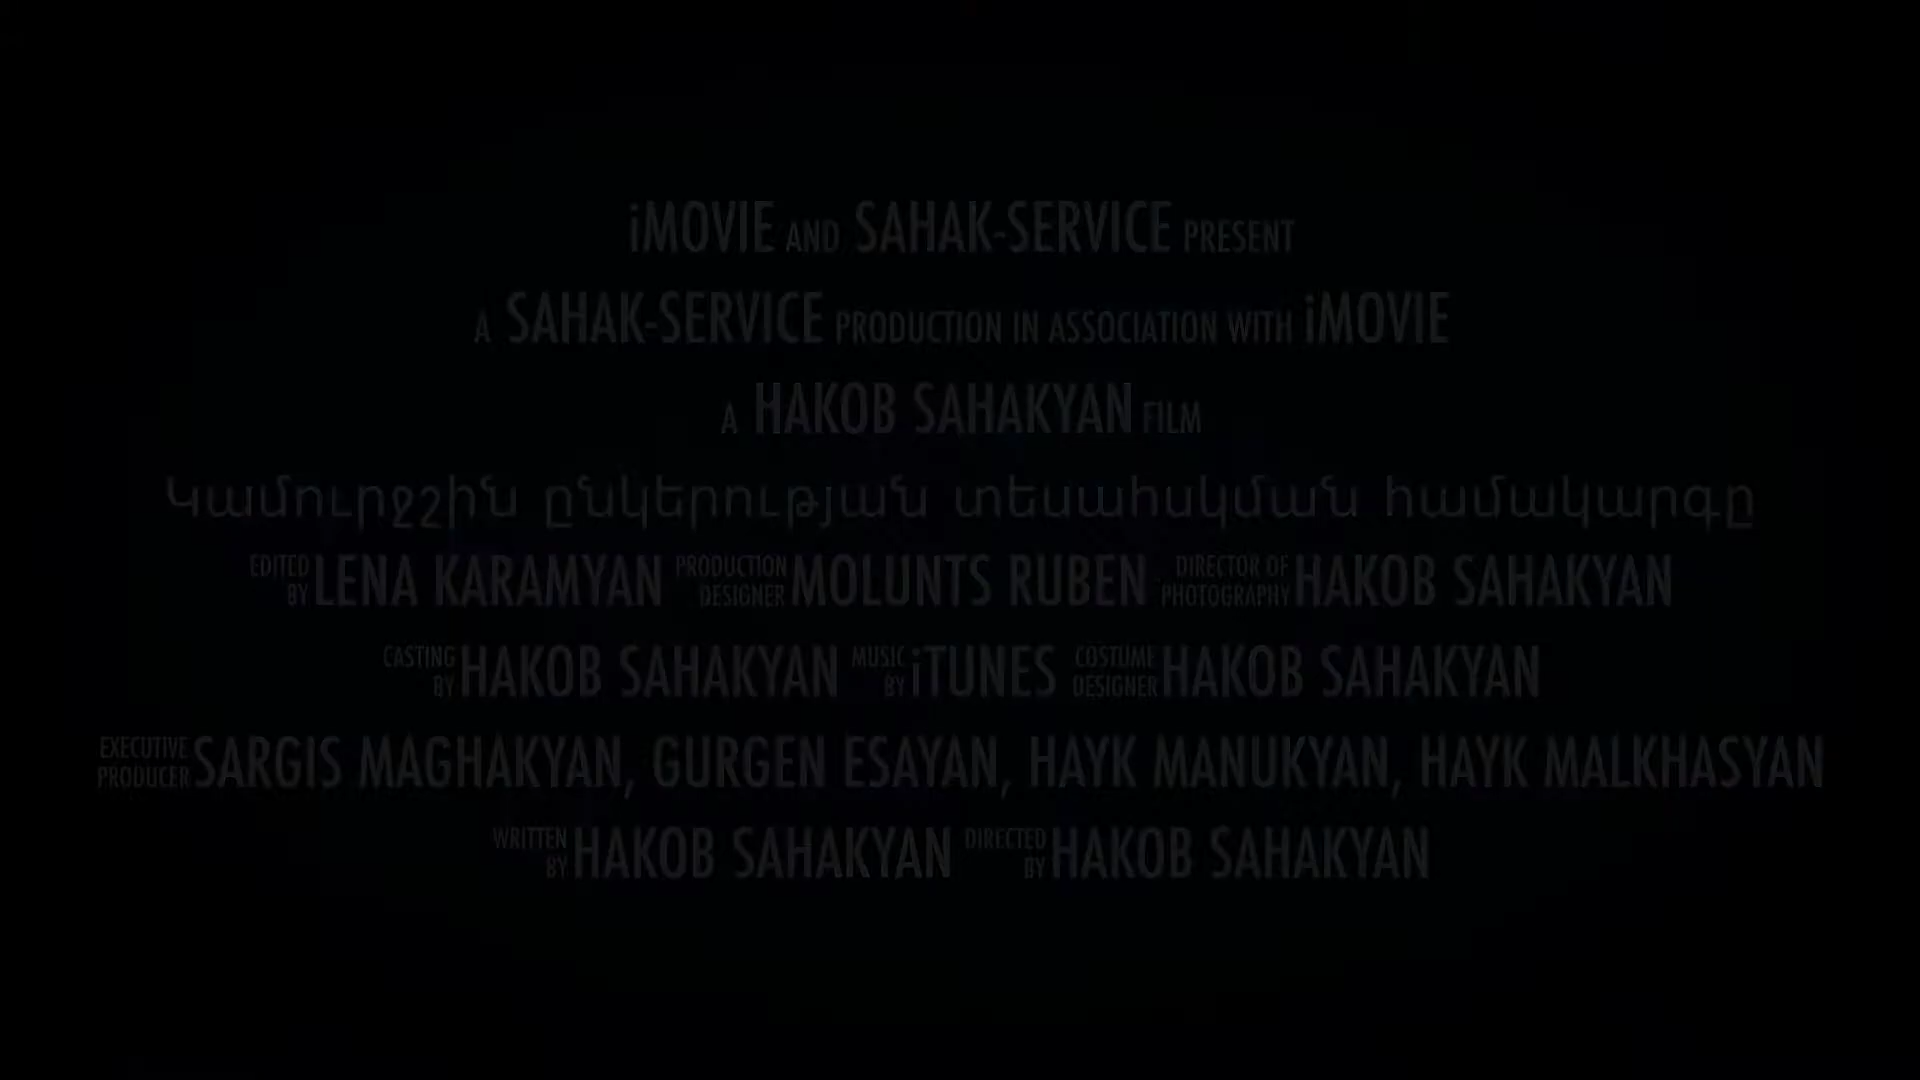 iMOVIE AND SAHAK-SERVICE PRESENT
A SAHAK-SERVICE PRODUCTION IN ASSOCIATION WITH iMOVIE
A HAKOB SAHAKYAN FILM
Կամուրջշին ընկերության տեսահսկման համակարգը
EDITED BY LENA KARAMYAN PRODUCTION DESIGNER MOLUNTS RUBEN DIRECTOR OF PHOTOGRAPHY HAKOB SAHAKYAN
CASTING BY HAKOB SAHAKYAN MUSIC BY iTUNES COSTUME DESIGNER HAKOB SAHAKYAN
EXECUTIVE PRODUCER SARGIS MAGHAKYAN, GURGEN ESAYAN, HAYK MANUKYAN, HAYK MALKHASYAN
WRITTEN BY HAKOB SAHAKYAN DIRECTED BY HAKOB SAHAKYAN